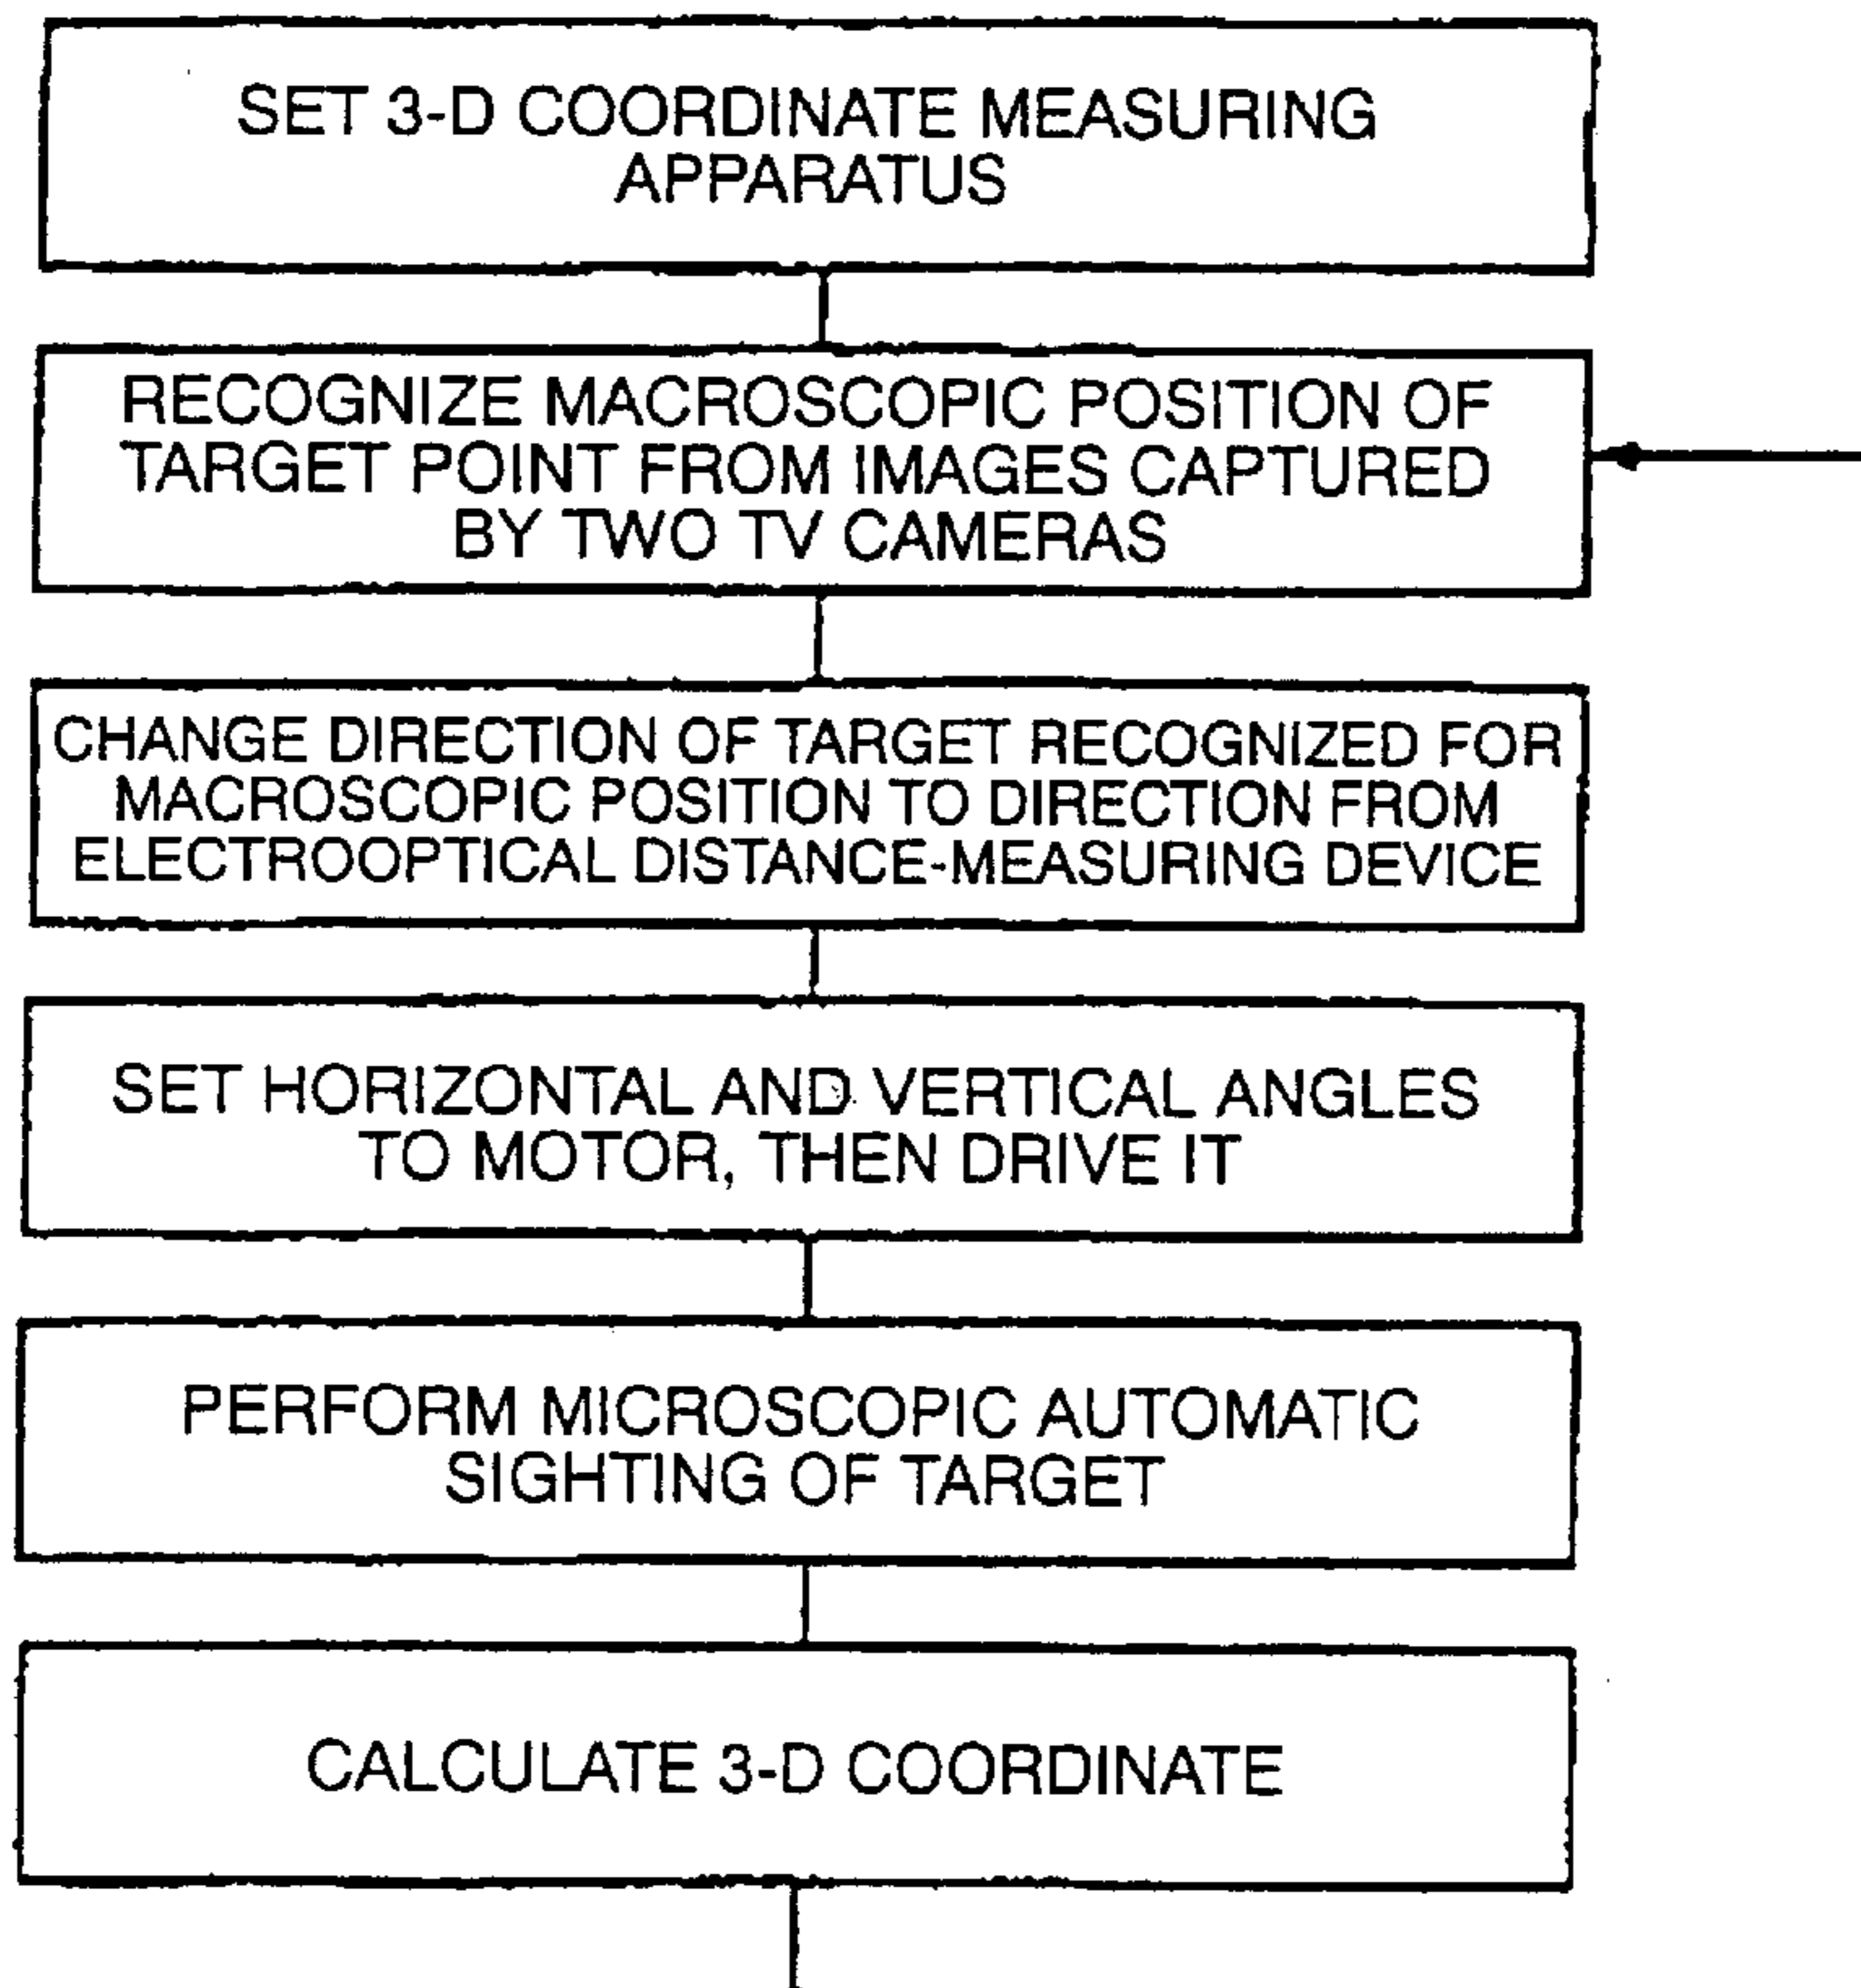 SET 3-D COORDINATE MEASURING
APPARATUS
RECOGNIZE MACROSCOPIC POSITION OF
TARGET POINT FROM IMAGES CAPTURED
BY TWO TV CAMERAS
CHANGE DIRECTION OF TARGET RECOGNIZED FOR
MACROSCOPIC POSITION TO DIRECTION FROM
ELECTROOPTICAL DISTANCE-MEASURING DEVICE
SET HORIZONTAL AND VERTICAL ANGLES
TO MOTOR, THEN DRIVE IT
PERFORM MICROSCOPIC AUTOMATIC
SIGHTING OF TARGET
CALCULATE 3-D COORDINATE